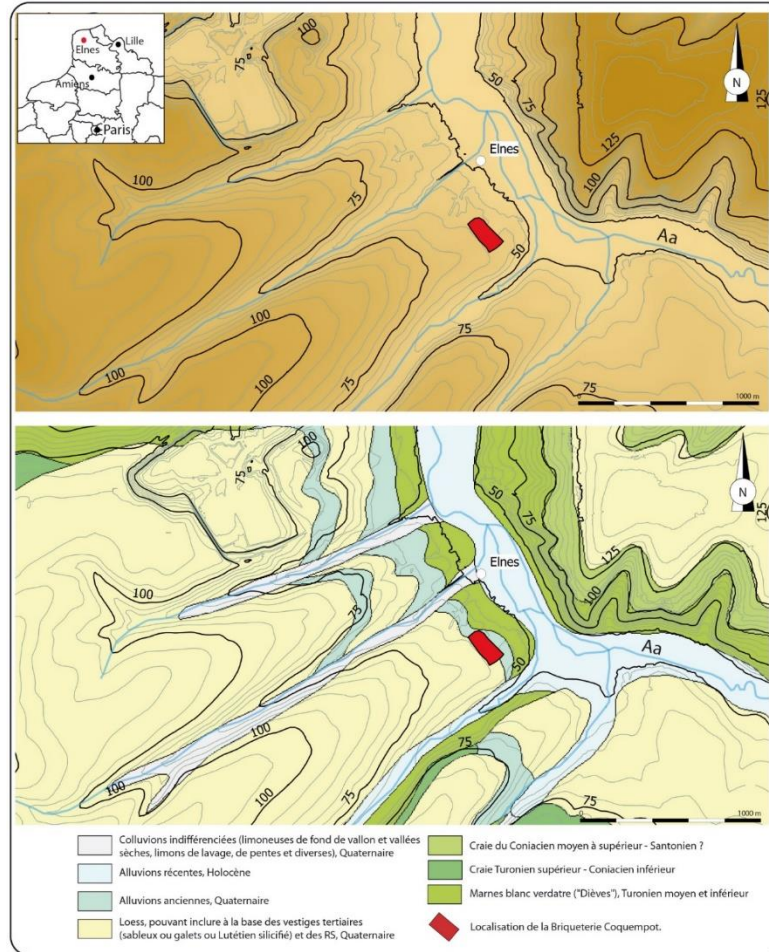 Elnes
Lille
Amiens
Paris
N
100
75
50
125
125
100
Elnes
100
75
Aa
50
100
75
100
75
1000 m
100
75
N
50
125
125
100
100
Elnes
75
Aa
50
100
75
100
75
1000 m
Colluvions indifférenciées (limoneuses de fond de vallon et vallées
sèches, limons de lavage, de pentes et diverses), Quaternaire
Alluvions récentes, Holocène
Alluvions anciennes, Quaternaire
Loess, pouvant inclure à la base des vestiges tertiaires
(sableux ou galets ou Lutétien silicifié) et des RS, Quaternaire
Craie du Coniacien moyen à supérieur - Santonien ?
Craie Turonien supérieur - Coniacien inférieur
Marnes blanc verdatre ("Dièves"), Turonien moyen et inférieur
Localisation de la Briqueterie Coquempot.